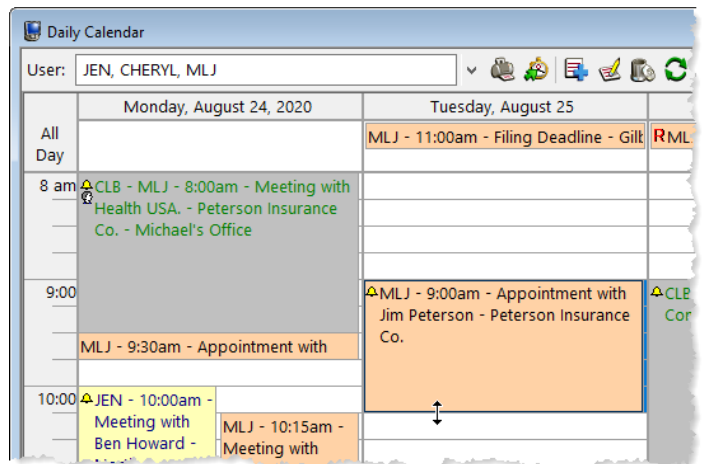 Daily Calendar
User: JEN, CHERYL, MLJ
Monday, August 24, 2020
Tuesday, August 25
All
Day
MLJ - 11:00am - Filing Deadline - Gilb
RML
8 am
CLB - MLJ - 8:00am - Meeting with
Health USA. - Peterson Insurance
Co. - Michael's Office
9:00
MLJ - 9:00am - Appointment with
Jim Peterson - Peterson Insurance
Co.
CLB
Cor
MLJ - 9:30am - Appointment with
10:00
JEN - 10:00am -
Meeting with
Ben Howard -
MLJ - 10:15am -
Meeting with